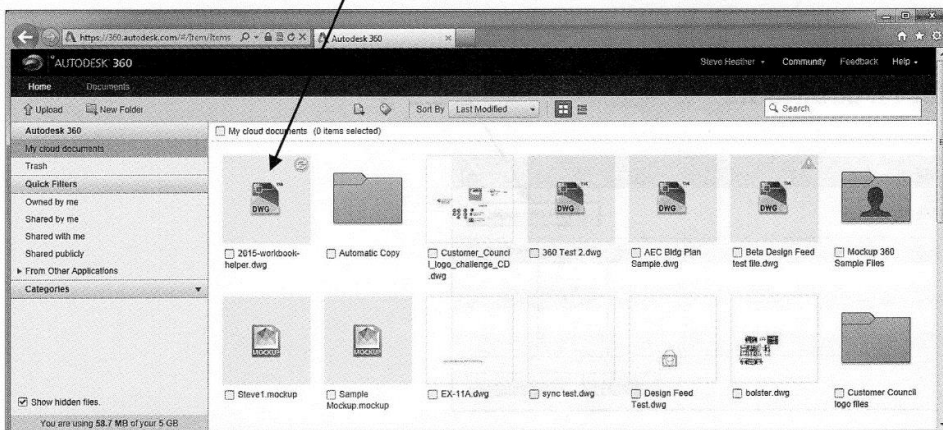 https://360.autodesk.com/#/Item/Items
Autodesk 360
AUTODESK® 360
Steve Heather
Community
Feedback
Help
Home
Documents
Upload
New Folder
Sort By
Last Modified
Search
Autodesk 360
My cloud documents
Trash
Quick Filters
Owned by me
Shared by me
Shared with me
Shared publicly
From Other Applications
Categories
Show hidden files.
You are using 58.7 MB of your 5 GB
My cloud documents (0 items selected)
DWG
DWG
DWG
DWG
2015-workbook-
helper.dwg
Automatic Copy
Customer_Counci
l_logo_challenge_CD
.dwg
360 Test 2.dwg
AEC Bldg Plan
Sample.dwg
Beta Design Feed
test file.dwg
Mockup 360
Sample Files
MOCKUP
MOCKUP
Steve1.mockup
Sample
Mockup.mockup
EX-11A.dwg
sync test.dwg
Design Feed
Test.dwg
bolster.dwg
Customer Council
logo files